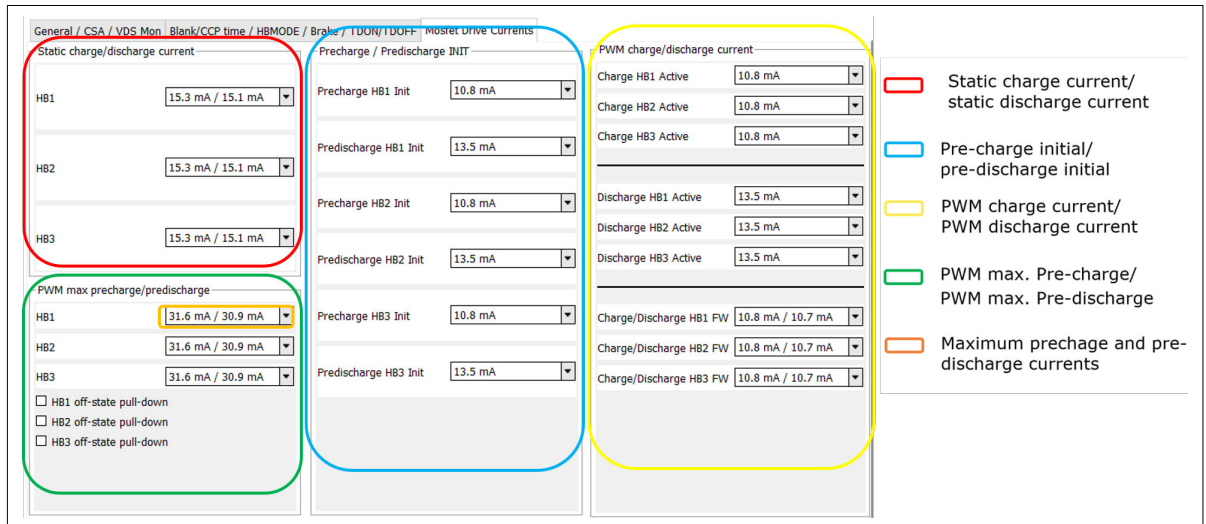 General / CSA / VDS Mon
Blank/CCP time / HBMODE / Brake / TDON/TDOFF
Mosfet Drive Currents
Static charge/discharge current
HB1
15.3 mA / 15.1 mA
HB2
15.3 mA / 15.1 mA
HB3
15.3 mA / 15.1 mA
PWM max precharge/predischarge
HB1
31.6 mA / 30.9 mA
HB2
31.6 mA / 30.9 mA
HB3
31.6 mA / 30.9 mA
HB1 off-state pull-down
HB2 off-state pull-down
HB3 off-state pull-down
Precharge / Predischarge INIT
Precharge HB1 Init
10.8 mA
Predischarge HB1 Init
13.5 mA
Precharge HB2 Init
10.8 mA
Predischarge HB2 Init
13.5 mA
Precharge HB3 Init
10.8 mA
Predischarge HB3 Init
13.5 mA
PWM charge/discharge current
Charge HB1 Active
10.8 mA
Charge HB2 Active
10.8 mA
Charge HB3 Active
10.8 mA
Discharge HB1 Active
13.5 mA
Discharge HB2 Active
13.5 mA
Discharge HB3 Active
13.5 mA
Charge/Discharge HB1 FW
10.8 mA / 10.7 mA
Charge/Discharge HB2 FW
10.8 mA / 10.7 mA
Charge/Discharge HB3 FW
10.8 mA / 10.7 mA
Static charge current/
static discharge current
Pre-charge initial/
pre-discharge initial
PWM charge current/
PWM discharge current
PWM max. Pre-charge/
PWM max. Pre-discharge
Maximum prechage and pre-
discharge currents